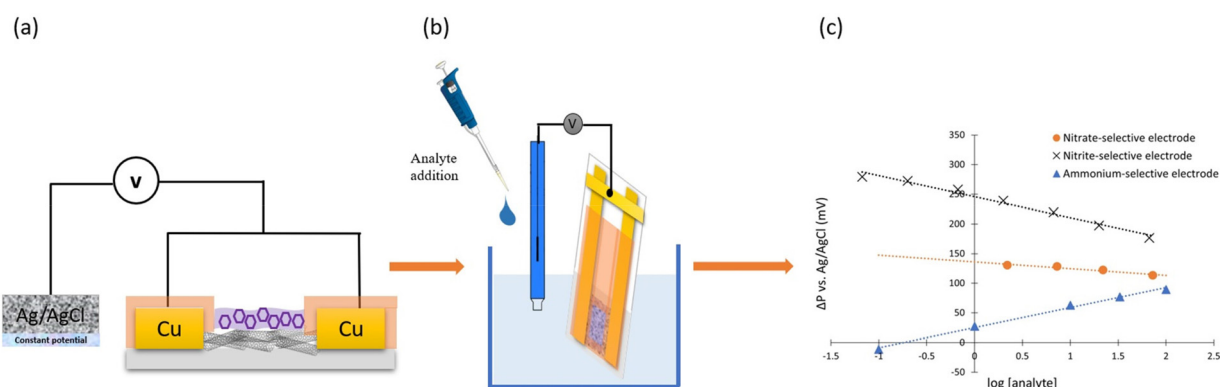 (a)
(b)
(c)
V
Ag/AgCl
Constant potential
Cu
Cu
Analyte
addition
V
Nitrate-selective electrode
Nitrite-selective electrode
Ammonium-selective electrode
ΔP vs. Ag/AgCl (mV)
350
300
250
200
150
100
50
0
-50
-1.5
-1
-0.5
0
0.5
1
1.5
2
2.5
log [analyte]